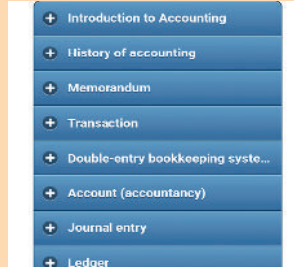 Introduction to Accounting
History of accounting
Memorandum
Transaction
Double-entry bookkeeping syste...
Account (accountancy)
Journal entry
Ledger